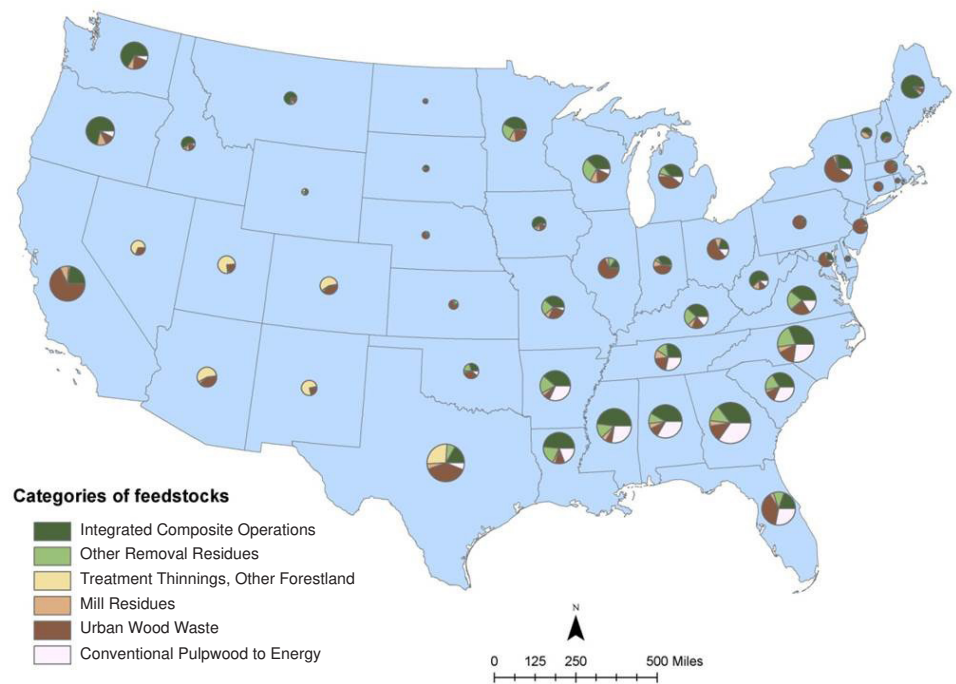 Categories of feedstocks
Integrated Composite Operations
Other Removal Residues
Treatment Thinnings, Other Forestland
Mill Residues
Urban Wood Waste
Conventional Pulpwood to Energy
N
0 125 250 500 Miles